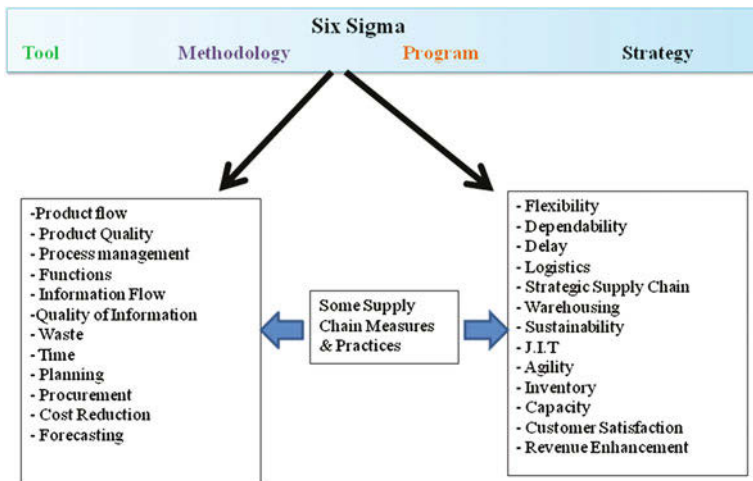 Six Sigma
Tool Methodology Program Strategy
-Product flow
- Product Quality
- Process management
- Functions
- Information Flow
-Quality of Information
- Waste
- Time
- Planning
- Procurement
- Cost Reduction
- Forecasting
Some Supply
Chain Measures
& Practices
- Flexibility
- Dependability
- Delay
- Logistics
- Strategic Supply Chain
- Warehousing
- Sustainability
- J.I.T
- Agility
- Inventory
- Capacity
- Customer Satisfaction
- Revenue Enhancement